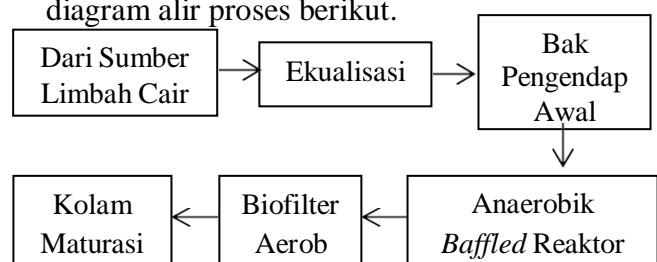 diagram alir proses berikut.
Dari Sumber
Limbah Cair
Ekualisasi
Bak
Pengendap
Awal
Kolam
Maturasi
Biofilter
Aerob
Anaerobik
Baffled Reaktor